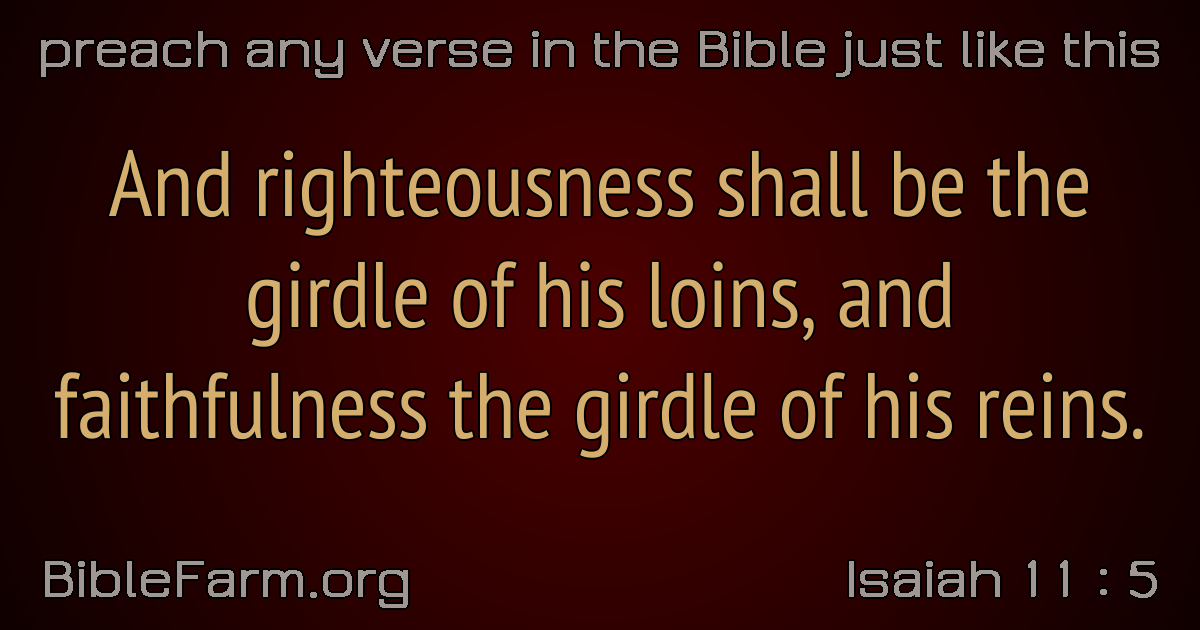 preach any verse in the Bible just like this
And righteousness shall be the
girdle of his loins, and
faithfulness the girdle of his reins.
BibleFarm.org
Isaiah 11 : 5